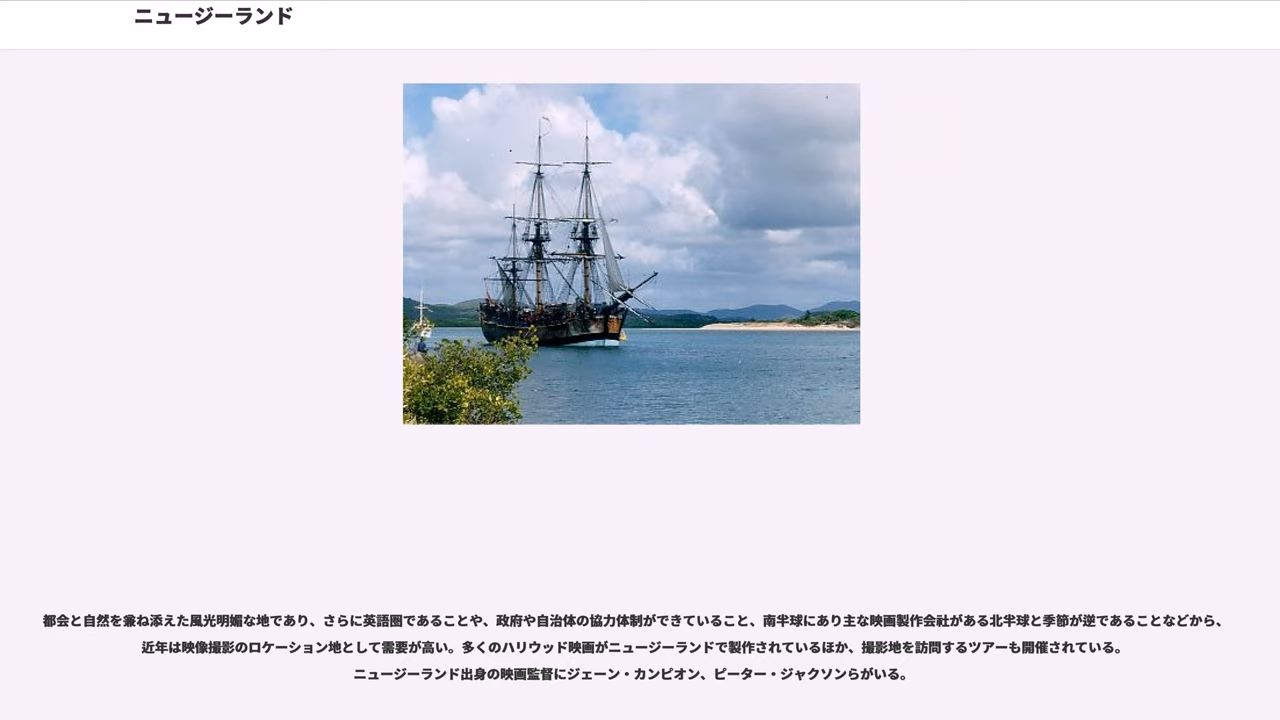 ニュージーランド
都会と自然を兼ね添えた風光明媚な地であり、さらに英語圏であることや、政府や自治体の協力体制ができていること、南半球にあり主な映画製作会社がある北半球と季節が逆であることなどから、
近年は映像撮影のロケーション地として需要が高い。多くのハリウッド映画がニュージーランドで製作されているほか、撮影地を訪問するツアーも開催されている。
ニュージーランド出身の映画監督にジェーン・カンピオン、ピーター・ジャクソンらがいる。